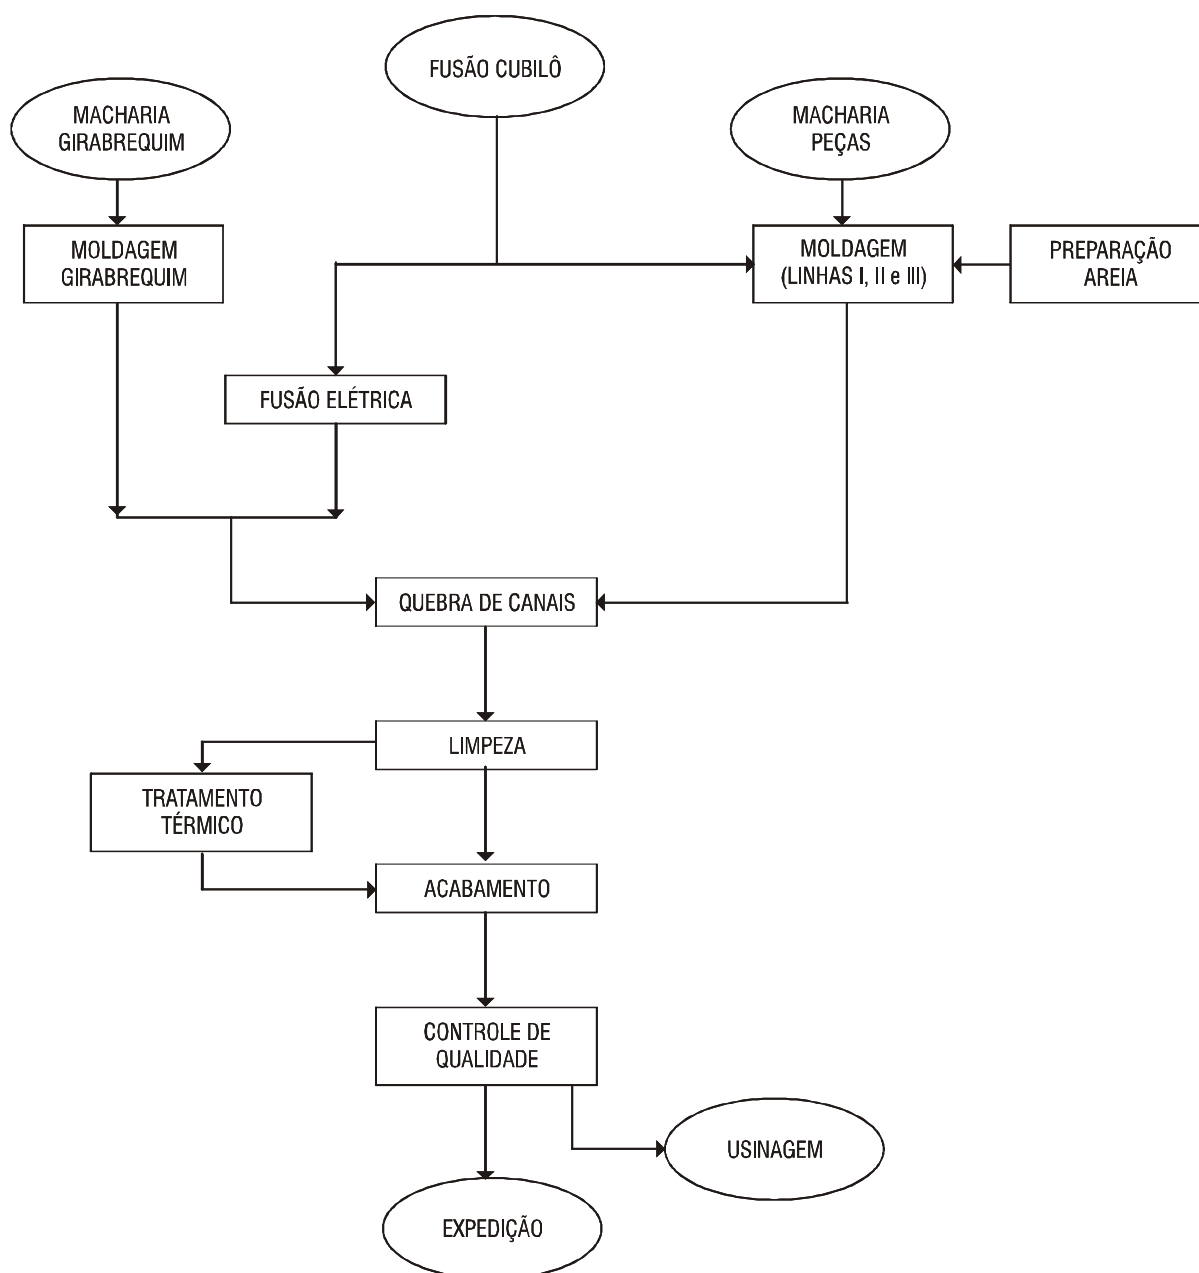 FUSÃO CUBILÔ
MACHARIA
GIRABREQUIM
MACHARIA
PEÇAS
MOLDAGEM
GIRABREQUIM
MOLDAGEM
(LINHAS I, II e III)
PREPARAÇÃO
AREIA
FUSÃO ELÉTRICA
QUEBRA DE CANAIS
LIMPEZA
TRATAMENTO
TÉRMICO
ACABAMENTO
CONTROLE DE
QUALIDADE
USINAGEM
EXPEDIÇÃO